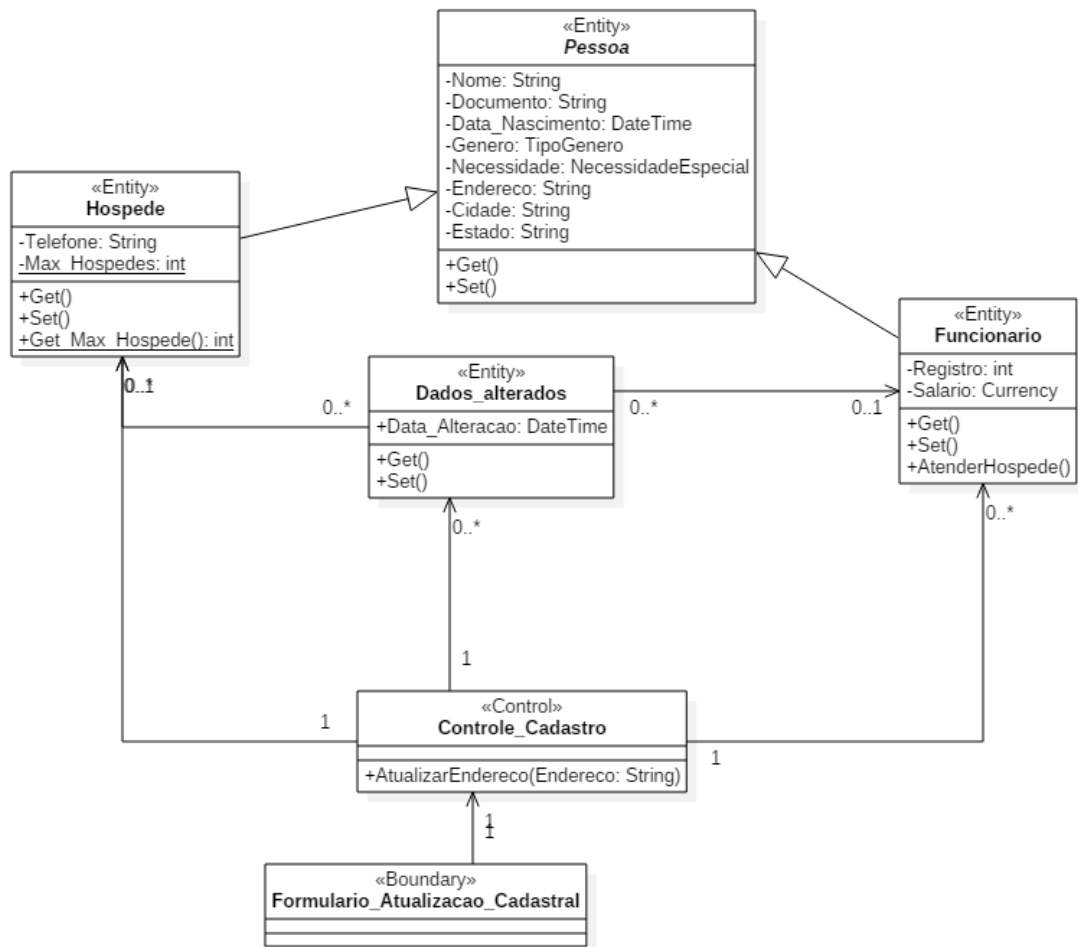 «Entity»
Pessoa
-Nome: String
-Documento: String
-Data_Nascimento: DateTime
-Genero: TipoGenero
-Necessidade: NecessidadeEspecial
-Endereco: String
-Cidade: String
-Estado: String
+Get()
+Set()
«Entity»
Hospede
-Telefone: String
-Max_Hospedes: int
+Get()
+Set()
+Get_Max_Hospede(): int
«Entity»
Funcionario
-Registro: int
-Salario: Currency
+Get()
+Set()
+AtenderHospede()
«Entity»
Dados_alterados
+Data_Alteracao: DateTime
+Get()
+Set()
0..*
0..*
0..1
0..*
0..*
1
1
1
«Control»
Controle_Cadastro
+AtualizarEndereco(Endereco: String)
1
1
«Boundary»
Formulario_Atualizacao_Cadastral